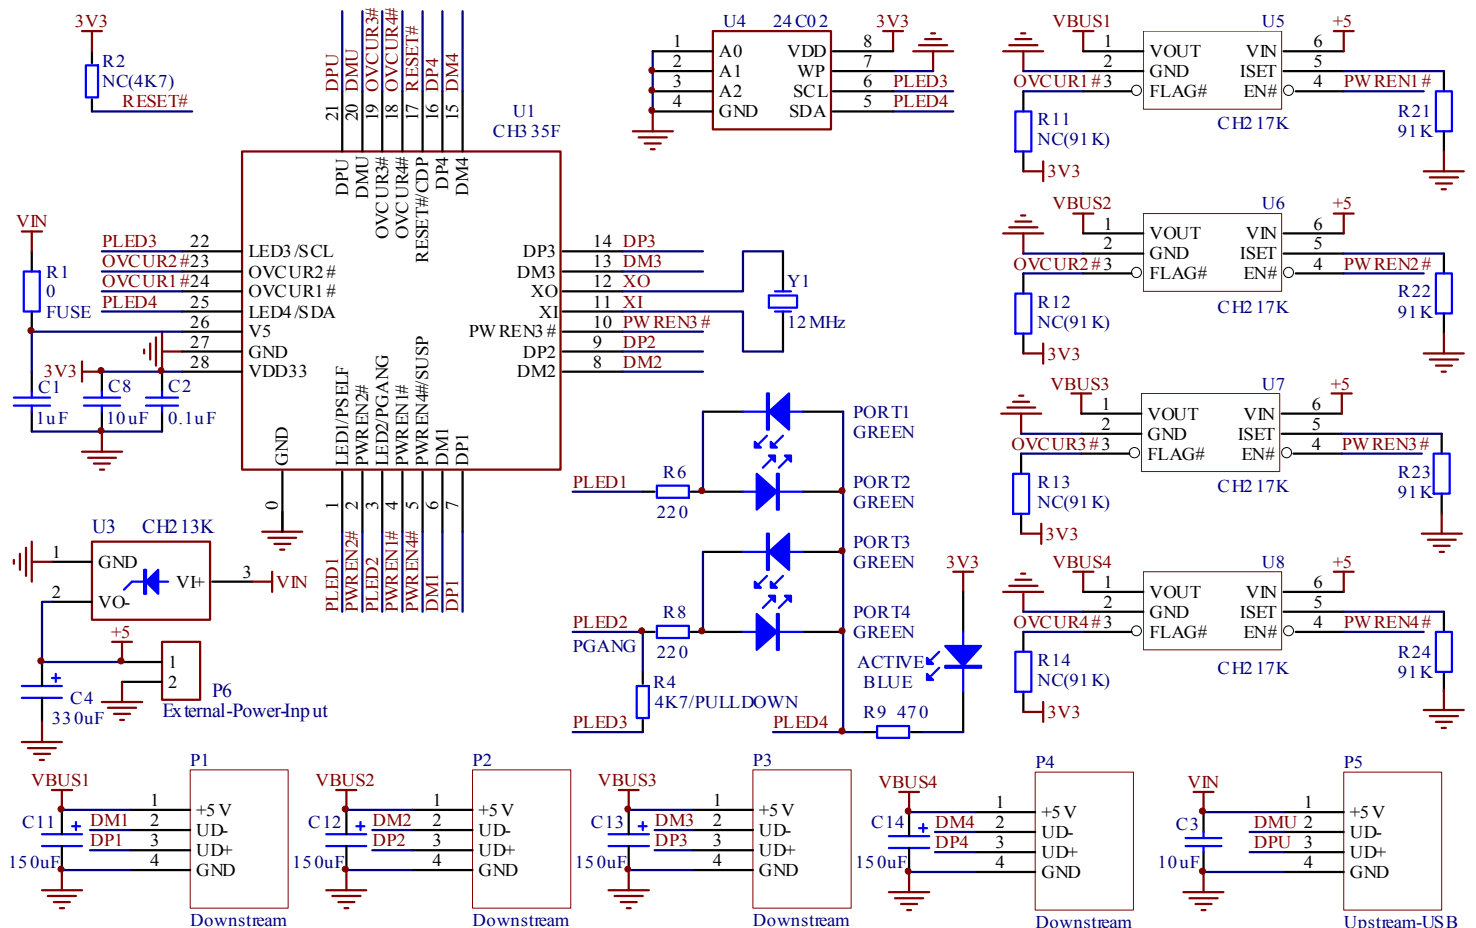 3V3
R2
NC(4K7)
RESET#
DPU
DMU
OVCUR3#
OVCUR4#
RESET#
DP4
DM4
21
20
19
18
17
16
15
U1
CH335F
DPU
DMU
OVCUR3#
OVCUR4#
RESET#/CDP
DP4
DM4
VIN
R1
0
FUSE
PLED3 22 LED3/SCL
OVCUR2# 23 OVCUR2#
OVCUR1# 24 OVCUR1#
PLED4 25 LED4/SDA
26 V5
27 GND
3V3 28 VDD33
C1
1uF
C8
10uF
C2
0.1uF
DP3 14 DP3
DM3 13 DM3
XO 12 XO
XI 11 XI
PWREN3# 10 PWREN3#
DP2 9 DP2
DM2 8 DM2
Y1
12MHz
GND
LED1/PSELF
PWREN2#
LED2/PGANG
PWREN1#
PWREN4#/SUSP
DM1
DP1
0
1
2
3
4
5
6
7
PLED1
PWREN2#
PLED2
PWREN1#
PWREN4#
DM1
DP1
U4 24C02
1 A0
2 A1
3 A2
4 GND
VDD 8 3V3
WP 7
SCL 6 PLED3
SDA 5 PLED4
VBUS1 U5 +5
1 VOUT VIN 6
2 GND ISET 5
OVCUR1# 3 FLAG# EN# 4 PWREN1#
R11
NC(91K)
3V3
CH217K
R21
91K
VBUS2 U6 +5
1 VOUT VIN 6
2 GND ISET 5
OVCUR2# 3 FLAG# EN# 4 PWREN2#
R12
NC(91K)
3V3
CH217K
R22
91K
VBUS3 U7 +5
1 VOUT VIN 6
2 GND ISET 5
OVCUR3# 3 FLAG# EN# 4 PWREN3#
R13
NC(91K)
3V3
CH217K
R23
91K
VBUS4 U8 +5
1 VOUT VIN 6
2 GND ISET 5
OVCUR4# 3 FLAG# EN# 4 PWREN4#
R14
NC(91K)
3V3
CH217K
R24
91K
U3 CH213K
1 GND
2 VO-
VI+ 3 VIN
+5
1
2
P6
External-Power-Input
C4
330uF
PORT1
GREEN
PLED1 R6
220
PORT2
GREEN
PORT3
GREEN
PLED2
PGANG
R8
220
PORT4
GREEN
R4
4K7/PULLDOWN
PLED3
PLED4
3V3
ACTIVE
BLUE
R9 470
VBUS1 P1
1 +5V
DM1 2 UD-
DP1 3 UD+
4 GND
C11
150uF
Downstream
VBUS2 P2
1 +5V
DM2 2 UD-
DP2 3 UD+
4 GND
C12
150uF
Downstream
VBUS3 P3
1 +5V
DM3 2 UD-
DP3 3 UD+
4 GND
C13
150uF
Downstream
VBUS4 P4
1 +5V
DM4 2 UD-
DP4 3 UD+
4 GND
C14
150uF
Downstream
VIN P5
1 +5V
DMU 2 UD-
DPU 3 UD+
4 GND
C3
10uF
Upstream-USB